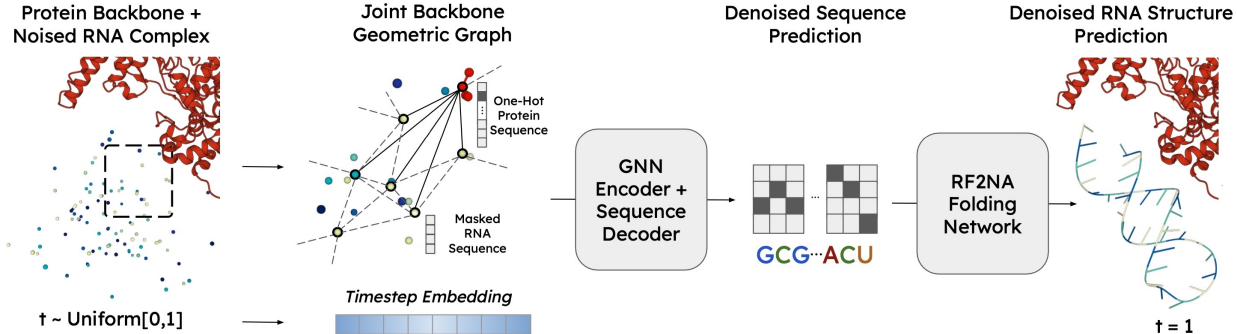 Protein Backbone +
Noised RNA Complex
Joint Backbone
Geometric Graph
Denoised Sequence
Prediction
Denoised RNA Structure
Prediction
One-Hot
Protein
Sequence
Masked
RNA
Sequence
GNN
Encoder +
Sequence
Decoder
...
GCG...ACU
RF2NA
Folding
Network
Timestep Embedding
t ~ Uniform[0,1]
t = 1